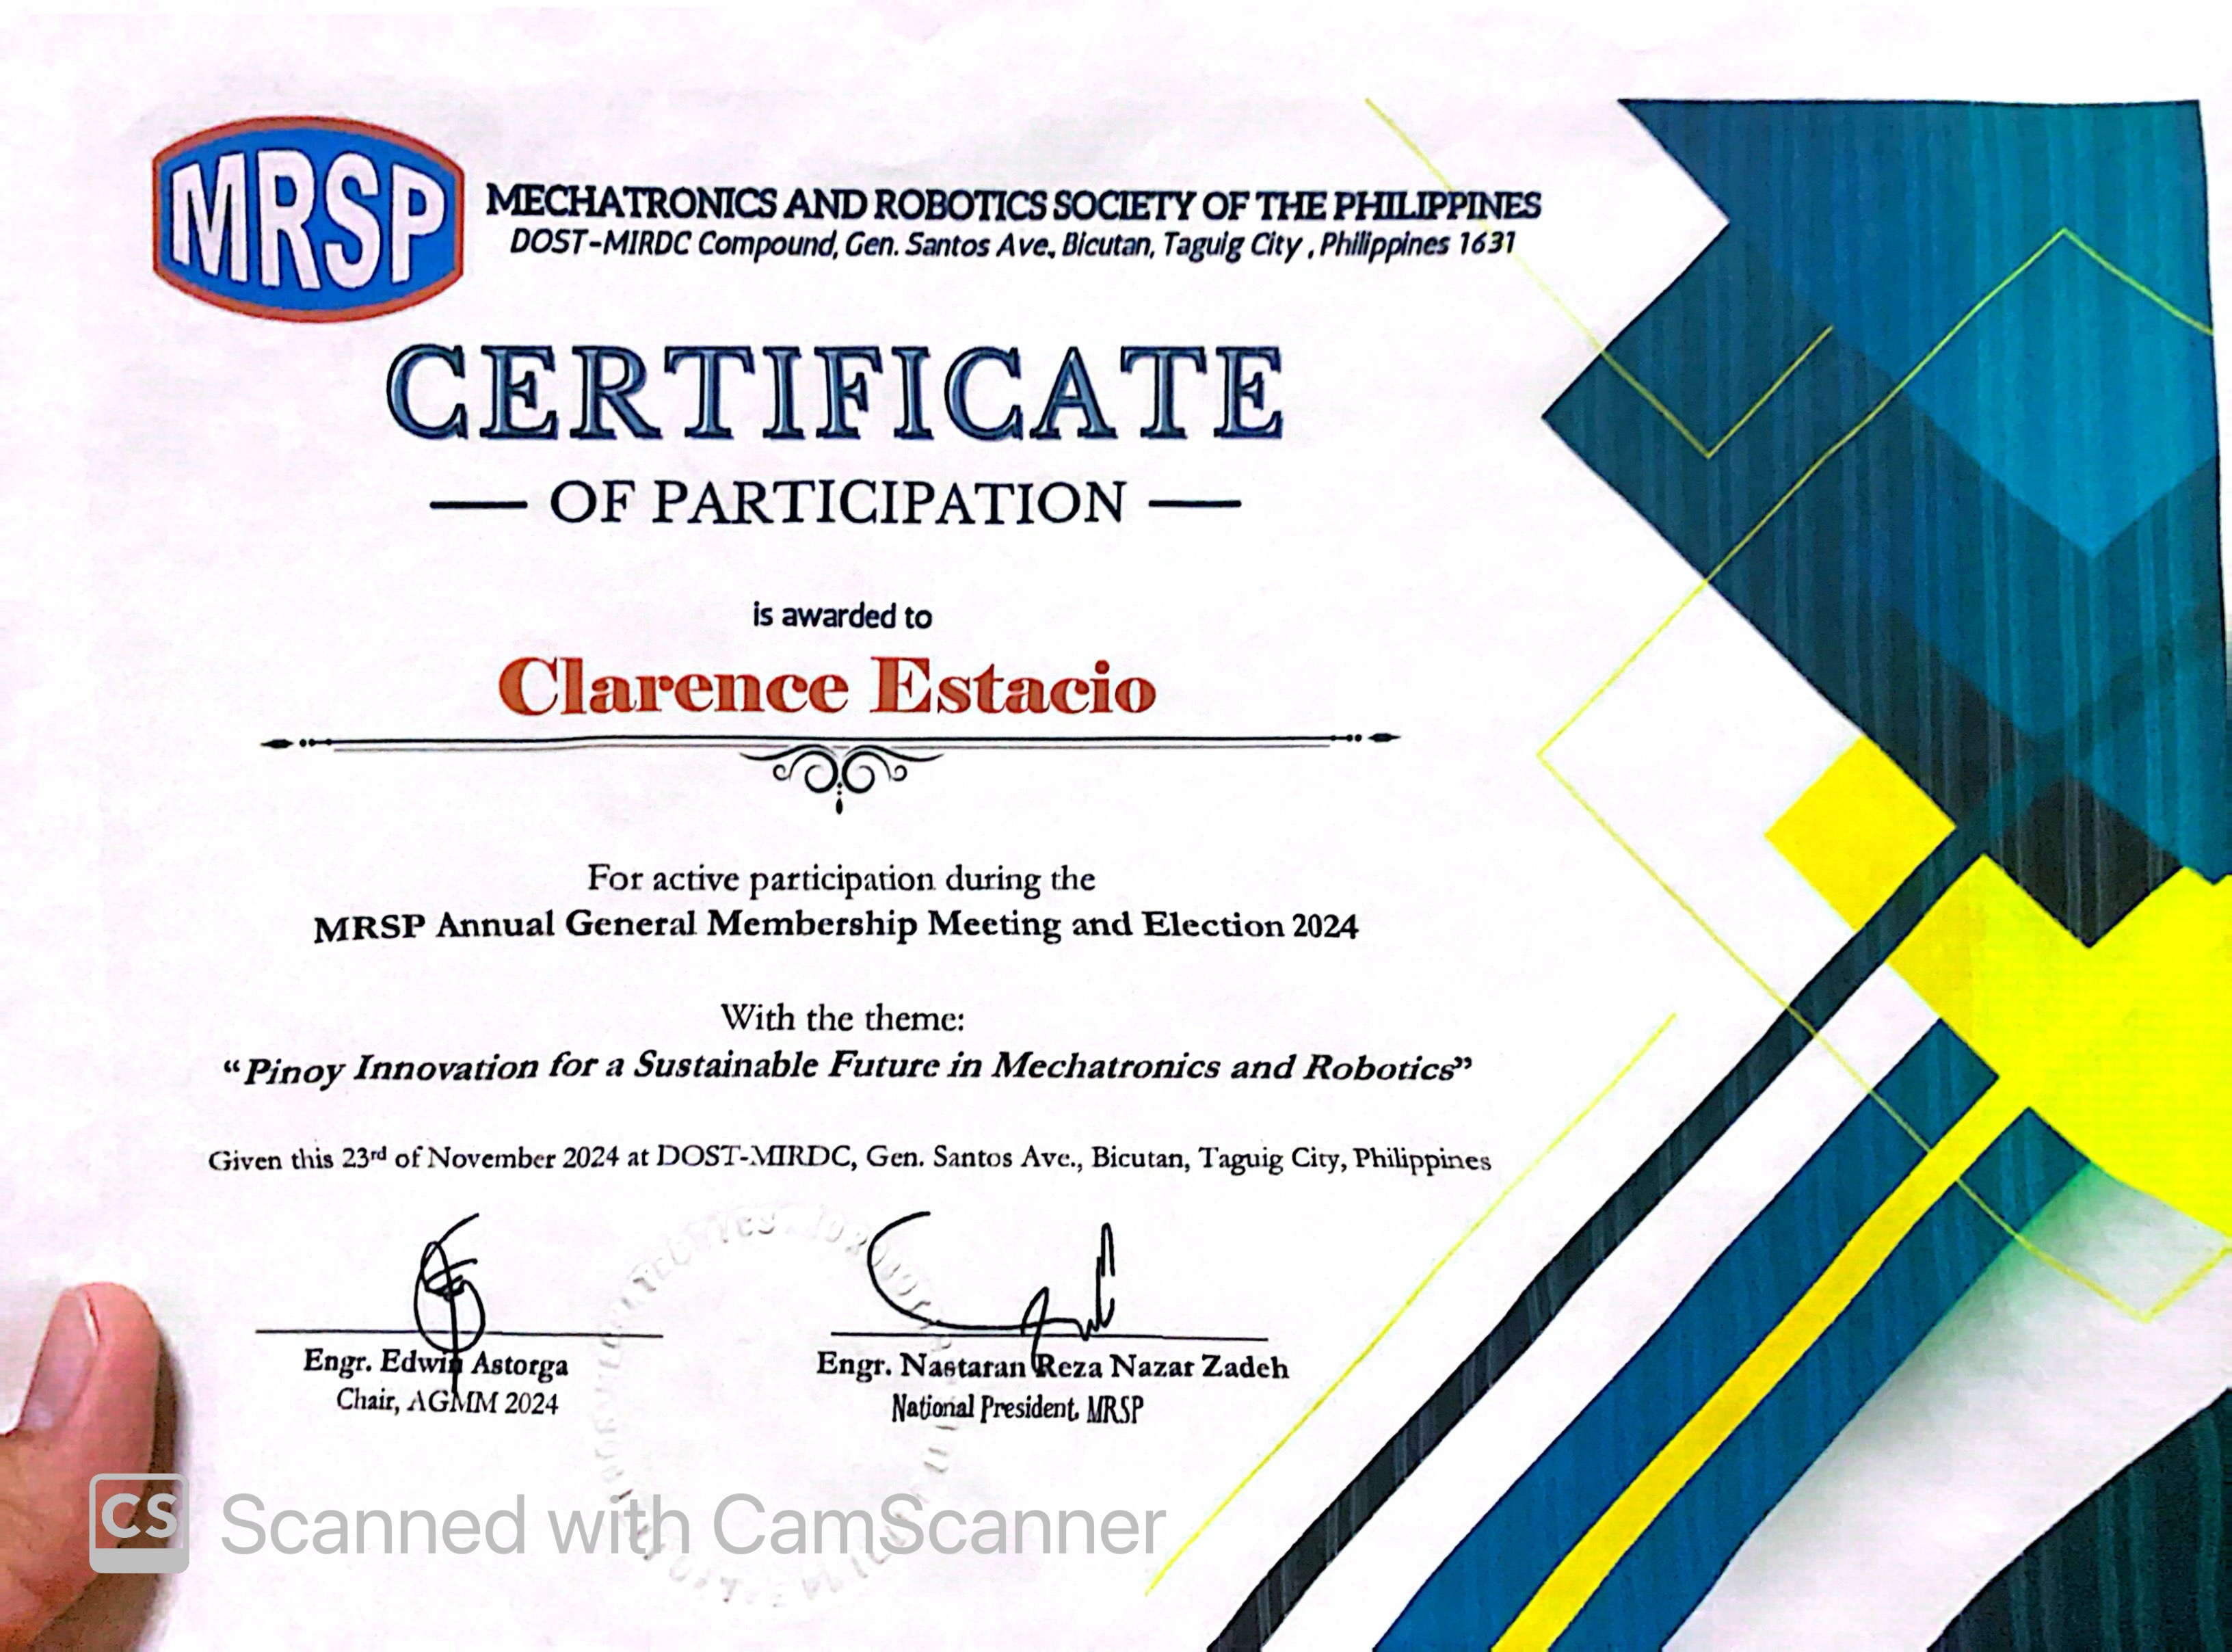 MRSP
MECHATRONICS AND ROBOTICS SOCIETY OF THE PHILIPPINES
DOST-MIRDC Compound, Gen. Santos Ave., Bicutan, Taguig City , Philippines 1631
CERTIFICATE
OF PARTICIPATION
is awarded to
Clarence Estacio
For active participation during the
MRSP Annual General Membership Meeting and Election 2024
With the theme:
“Pinoy Innovation for a Sustainable Future in Mechatronics and Robotics”
Given this 23rd of November 2024 at DOST-MIRDC, Gen. Santos Ave., Bicutan, Taguig City, Philippines
Engr. Edwin Astorga
Chair, AGMM 2024
Engr. Nastaran Reza Nazar Zadeh
National President, MRSP
CS Scanned with CamScanner